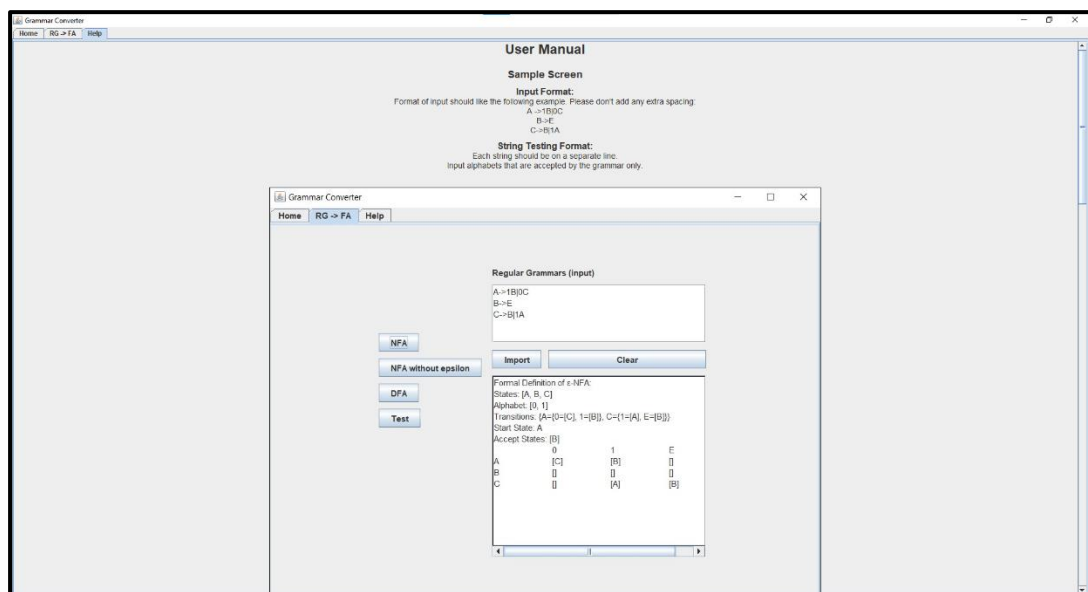 Grammar Converter
Home RG -> FA Help
User Manual
Sample Screen
Input Format:
Format of input should like the following example. Please don't add any extra spacing:
A ->1B|0C
B->E
C->B|1A
String Testing Format:
Each string should be on a separate line.
Input alphabets that are accepted by the grammar only.
Grammar Converter
Home RG -> FA Help
Regular Grammars (input)
A->1B|0C
B->E
C->B|1A
NFA
Import Clear
NFA without epsilon
DFA
Test
Formal Definition of ε-NFA:
States: [A, B, C]
Alphabet: [0, 1]
Transitions: {A={0=[C], 1=[B]}, C={1=[A], E=[B]}}
Start State: A
Accept States: [B]
0 1 E
A [C] [B] []
B [] [] []
C [] [A] [B]